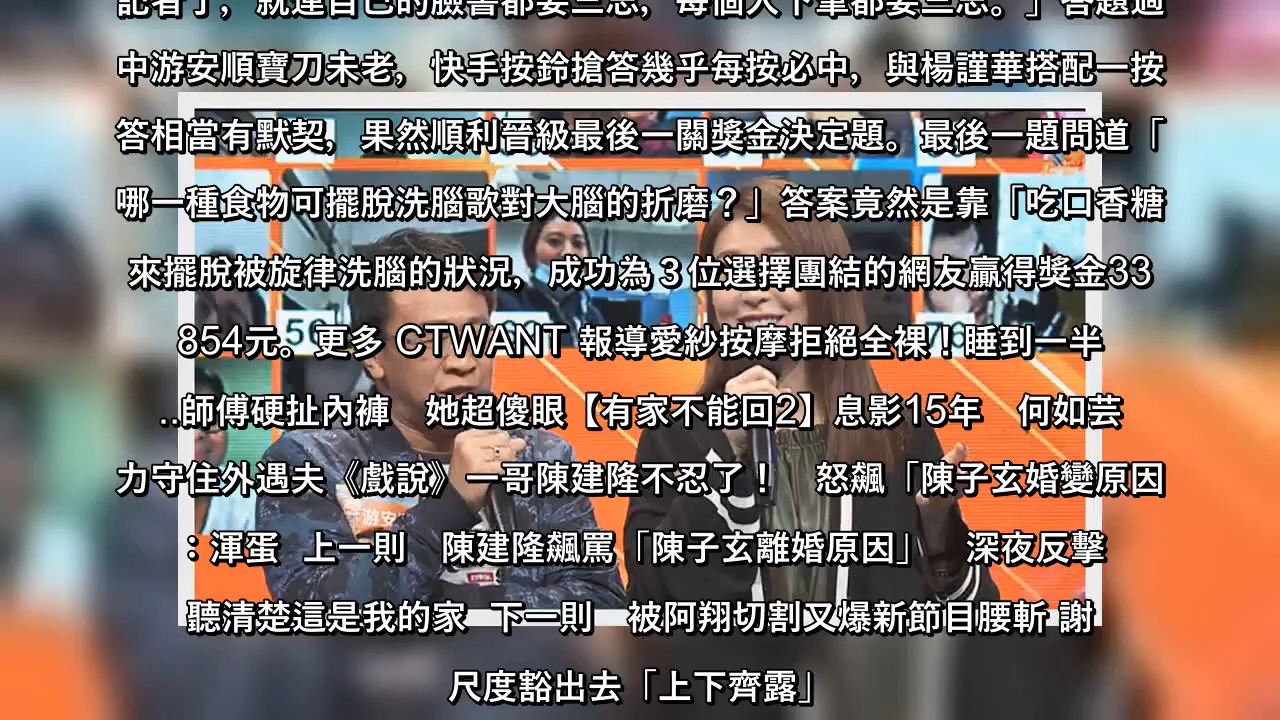 記者了，就連自己的臉書都要三思，每個人下筆都要三思。」答題過
中游安順寶刀未老，快手按鈴搶答幾乎每按必中，與楊謹華搭配一按
答相當有默契，果然順利晉級最後一關獎金決定題。最後一題問道「
哪一種食物可擺脫洗腦歌對大腦的折磨？」答案竟然是靠「吃口香糖
來擺脫被旋律洗腦的狀況，成功為３位選擇團結的網友贏得獎金33
854元。更多 CTWANT 報導愛紗按摩拒絕全裸！睡到一半
..師傅硬扯內褲　她超傻眼【有家不能回2】息影15年　何如芸
力守住外遇夫《戲說》一哥陳建隆不忍了！　怒飆「陳子玄婚變原因
：渾蛋  上一則　陳建隆飆罵「陳子玄離婚原因」　深夜反擊
聽清楚這是我的家  下一則　被阿翔切割又爆新節目腰斬 謝
尺度豁出去「上下齊露」